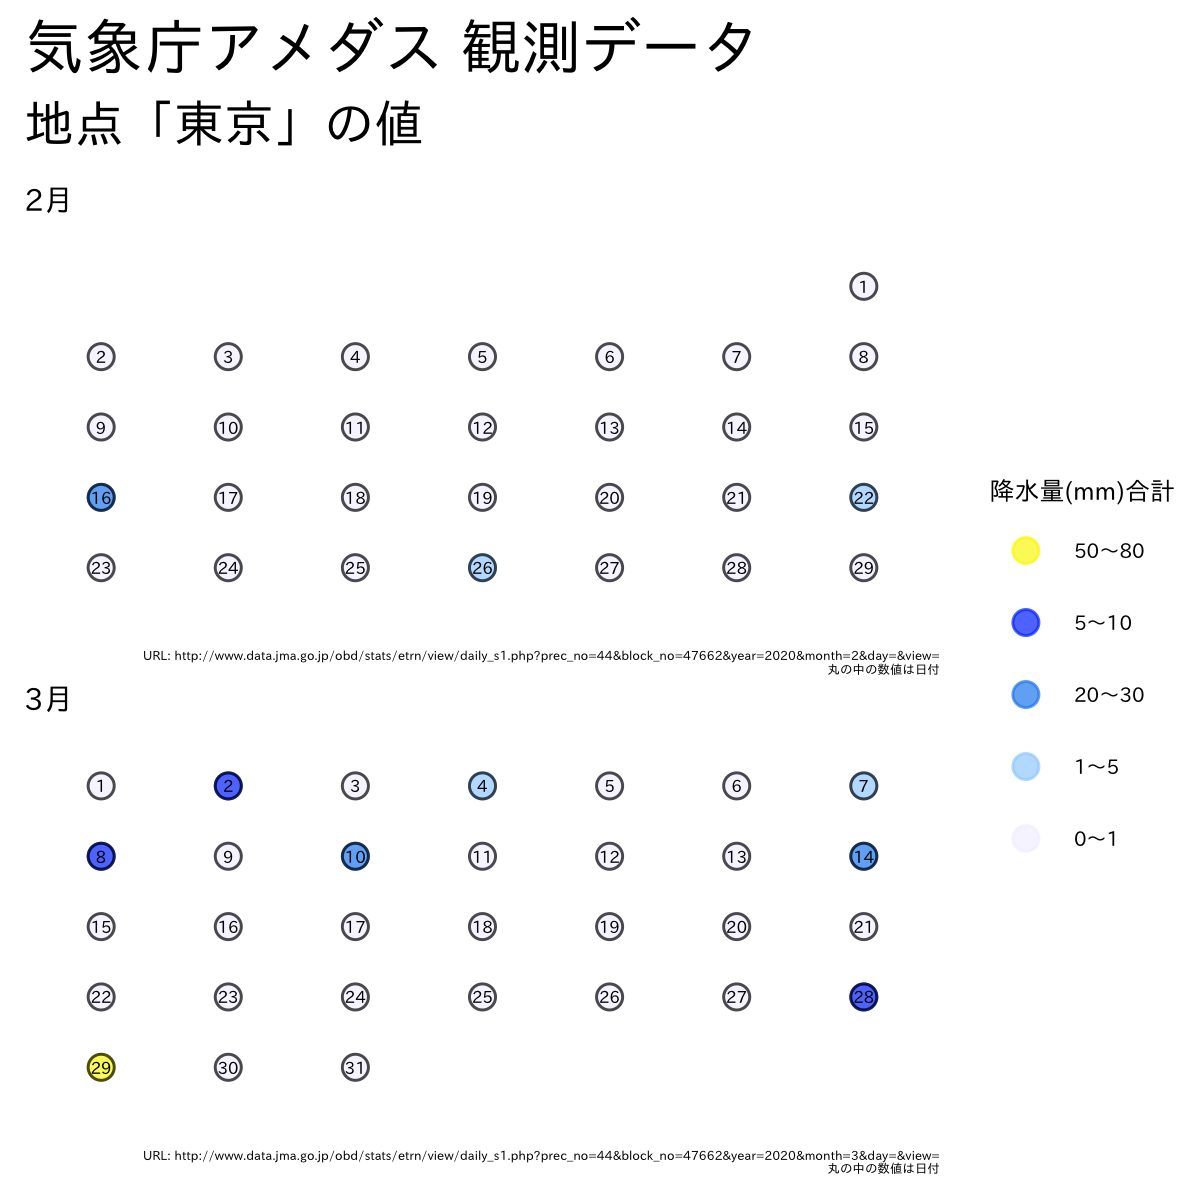 気象庁アメダス 観測データ
地点「東京」の値
2月
1
2 3 4 5 6 7 8
9 10 11 12 13 14 15
16 17 18 19 20 21 22
23 24 25 26 27 28 29
URL: http://www.data.jma.go.jp/obd/stats/etrn/view/daily_s1.php?prec_no=44&block_no=47662&year=2020&month=2&day=&view=
丸の中の数値は日付
3月
1 2 3 4 5 6 7
8 9 10 11 12 13 14
15 16 17 18 19 20 21
22 23 24 25 26 27 28
29 30 31
URL: http://www.data.jma.go.jp/obd/stats/etrn/view/daily_s1.php?prec_no=44&block_no=47662&year=2020&month=3&day=&view=
丸の中の数値は日付
降水量(mm)合計
50〜80
5〜10
20〜30
1〜5
0〜1